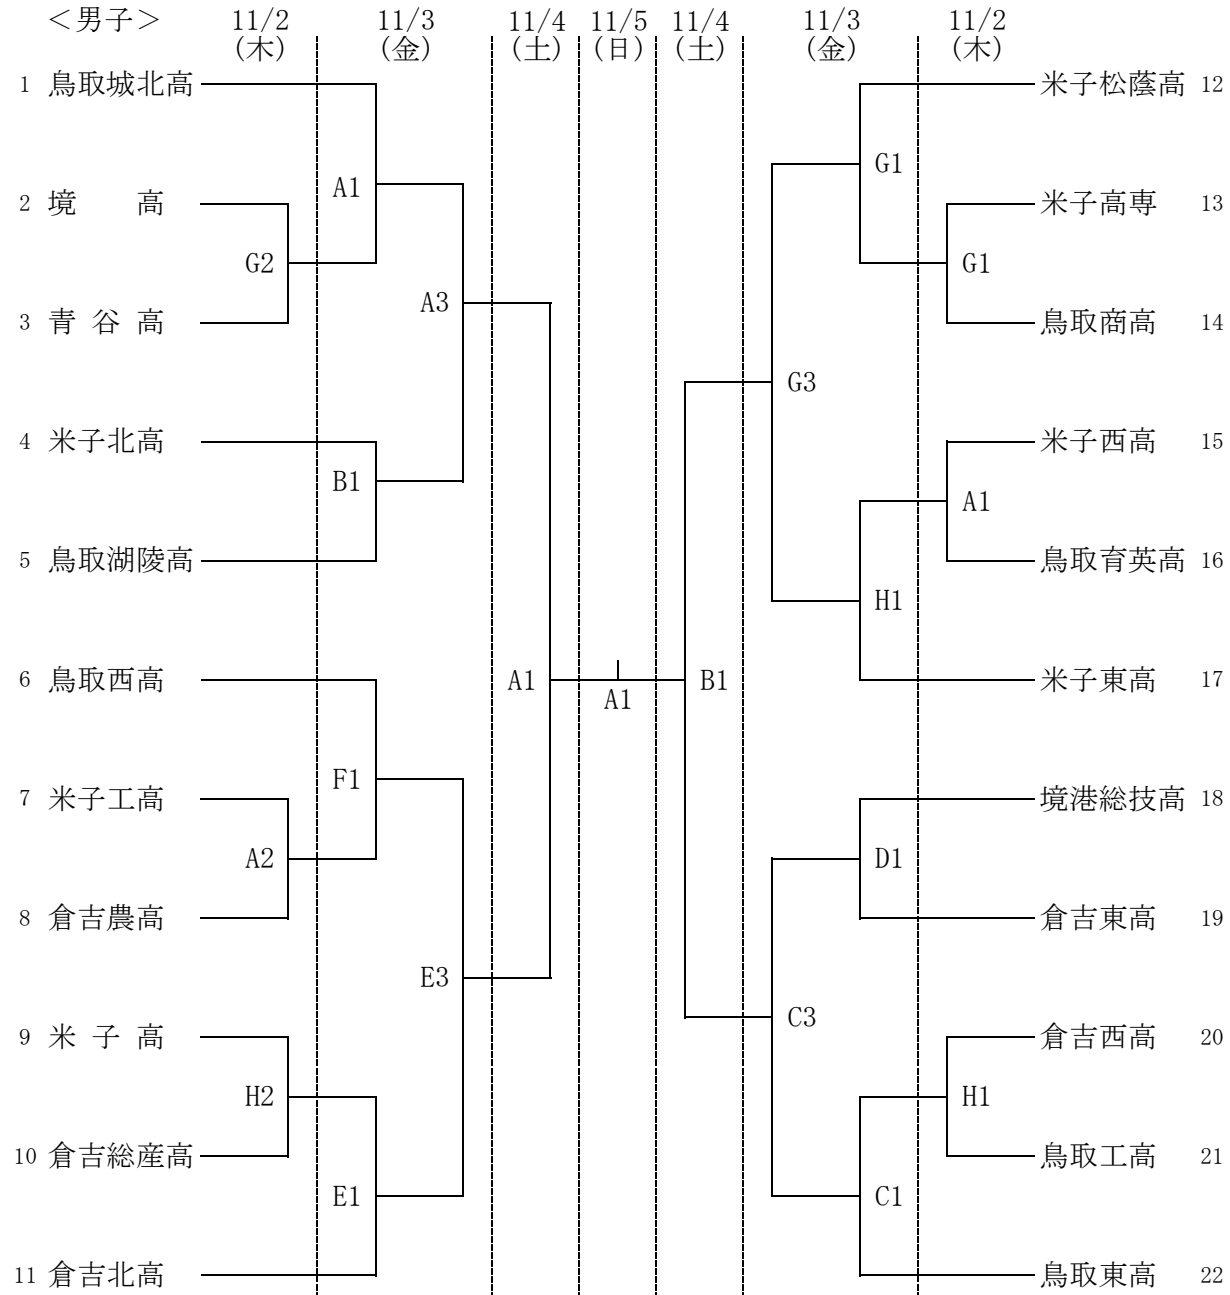 ＜男子＞ 11/2 11/3 11/4 11/5 11/4 11/3 11/2
(木) (金) (土) (日) (土) (金) (木)
1 鳥取城北高 米子松蔭高 12
G1
A1
2 境　　高 米子高専 13
G2 G1
A3
3 青 谷 高 鳥取商高 14
G3
4 米子北高 米子西高 15
B1
A1
5 鳥取湖陵高 鳥取育英高 16
H1
6 鳥取西高 A1 B1 米子東高 17
A1
F1
7 米子工高 境港総技高 18
A2 D1
8 倉吉農高 倉吉東高 19
E3
C3
9 米 子 高 倉吉西高 20
H2 H1
10 倉吉総産高 鳥取工高 21
E1 C1
11 倉吉北高 鳥取東高 22